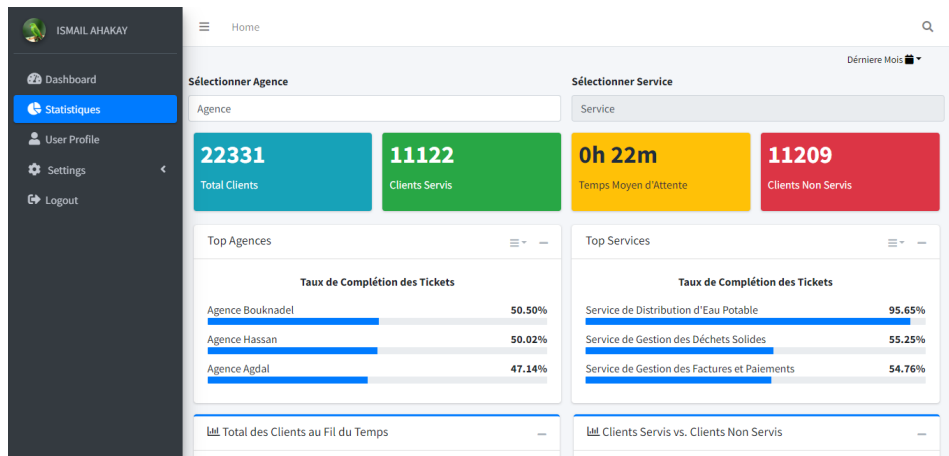 ISMAIL AHAKAY
Home
Dashboard
Statistiques
User Profile
Settings
Logout
Dérniere Mois
Sélectionner Agence
Sélectionner Service
Agence
Service
22331
Total Clients
11122
Clients Servis
0h 22m
Temps Moyen d'Attente
11209
Clients Non Servis
Top Agences
Taux de Complétion des Tickets
Agence Bouknadel 50.50%
Agence Hassan 50.02%
Agence Agdal 47.14%
Top Services
Taux de Complétion des Tickets
Service de Distribution d'Eau Potable 95.65%
Service de Gestion des Déchets Solides 55.25%
Service de Gestion des Factures et Paiements 54.76%
Total des Clients au Fil du Temps
Clients Servis vs. Clients Non Servis